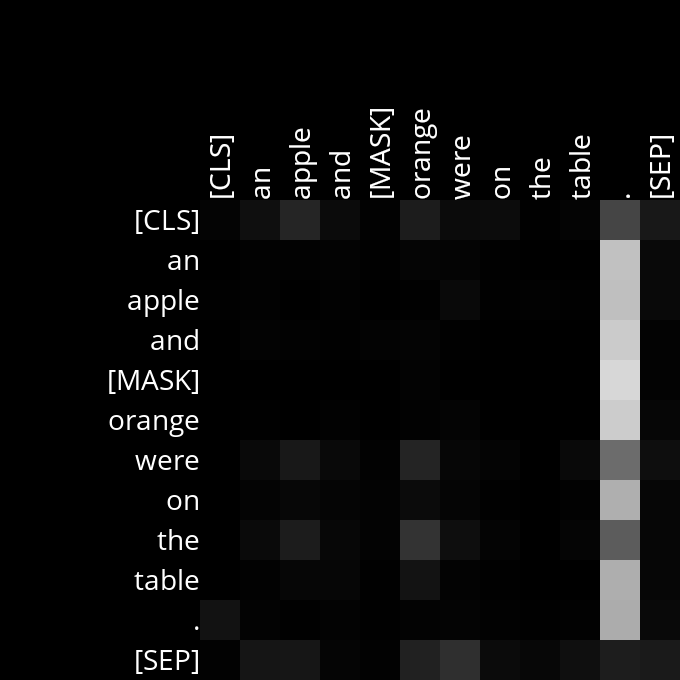 [CLS] an apple and [MASK] orange were on the table . [SEP]
[CLS]
an
apple
and
[MASK]
orange
were
on
the
table
.
[SEP]